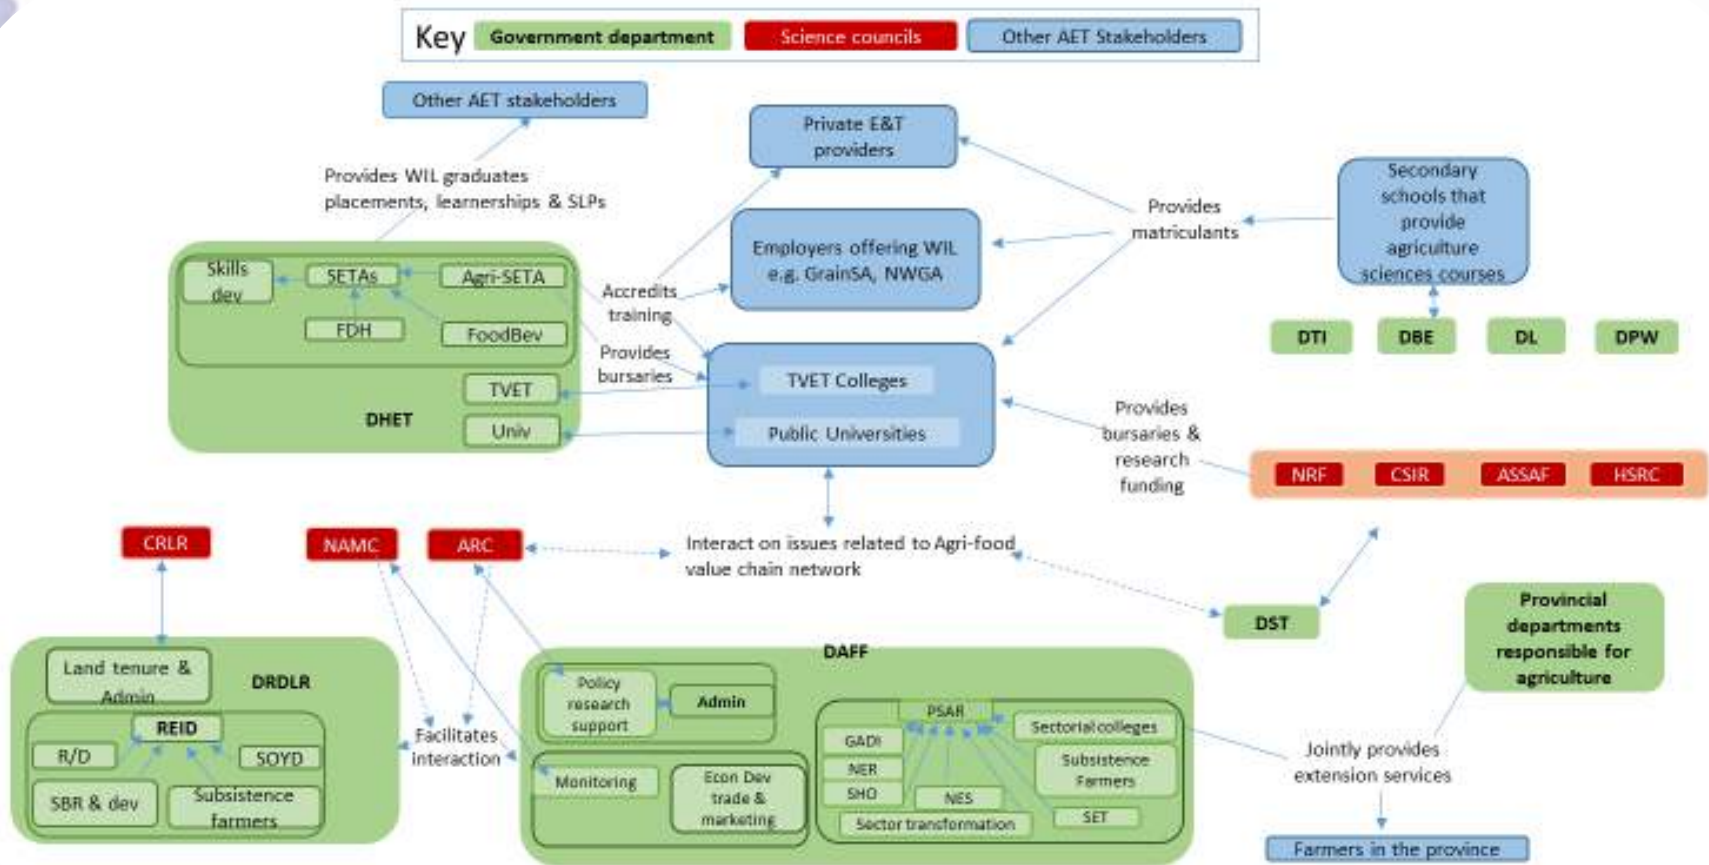 Key
Government department
Science councils
Other AET Stakeholders
Other AET stakeholders
Private E&T
providers
Secondary
schools that
provide
agriculture
sciences courses
Provides WIL graduates
placements, learnerships & SLPs
Provides
matriculants
Employers offering WIL
e.g. GrainSA, NWGA
Skills
dev
SETAs
Agri-SETA
FDH
FoodBev
Accredits
training
Provides
bursaries
TVET
DHET
Univ
TVET Colleges
Public Universities
DTI
DBE
DL
DPW
Provides
bursaries &
research
funding
NRF
CSIR
ASSAF
HSRC
CRLR
NAMC
ARC
Interact on issues related to Agri-food
value chain network
DST
Provincial
departments
responsible for
agriculture
Land tenure &
Admin
DRDLR
REID
R/D
SOYD
SBR & dev
Subsistence
farmers
Facilitates
interaction
DAFF
Policy
research
support
Admin
Monitoring
Econ Dev
trade &
marketing
PSAR
GADI
NER
SHO
NES
Sector transformation
SET
Sectorial colleges
Subsistence
Farmers
Jointly provides
extension services
Farmers in the province